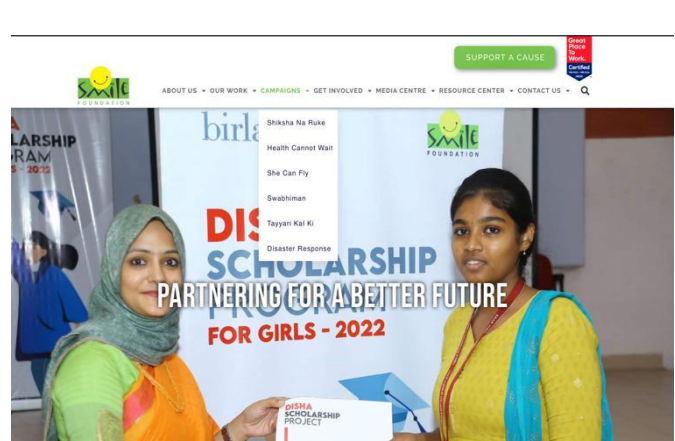 SUPPORT A CAUSE
Great
Place
To
Work.
Certified
Smile
FOUNDATION
ABOUT US OUR WORK CAMPAIGNS GET INVOLVED MEDIA CENTRE RESOURCE CENTER CONTACT US
Shiksha Na Ruke
Health Cannot Wait
She Can Fly
Swabhiman
Tayyari Kal Ki
Disaster Response
birla
Smile
FOUNDATION
LARSHIP
RAM
S - 2022
DIS
SCHOLARSHIP
PROGRAM
FOR GIRLS - 2022
PARTNERING FOR A BETTER FUTURE
DISHA
SCHOLARSHIP
PROJECT